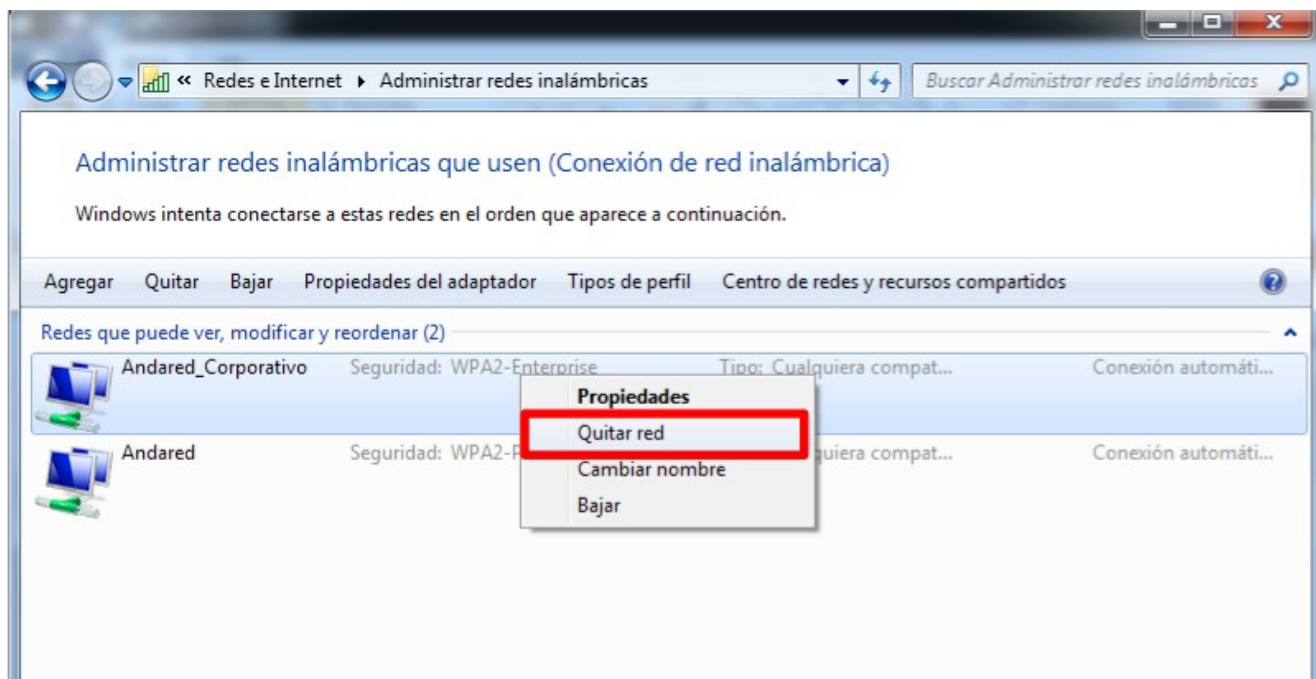 « Redes e Internet ▸ Administrar redes inalámbricas Buscar Administrar redes inalámbricas
Administrar redes inalámbricas que usen (Conexión de red inalámbrica)
Windows intenta conectarse a estas redes en el orden que aparece a continuación.
Agregar Quitar Bajar Propiedades del adaptador Tipos de perfil Centro de redes y recursos compartidos
Redes que puede ver, modificar y reordenar (2)
Andared_Corporativo Seguridad: WPA2-Enterprise Tipo: Cualquiera compat... Conexión automáti...
Propiedades
Quitar red
Andared Seguridad: WPA2-P quiera compat... Conexión automáti...
Cambiar nombre
Bajar